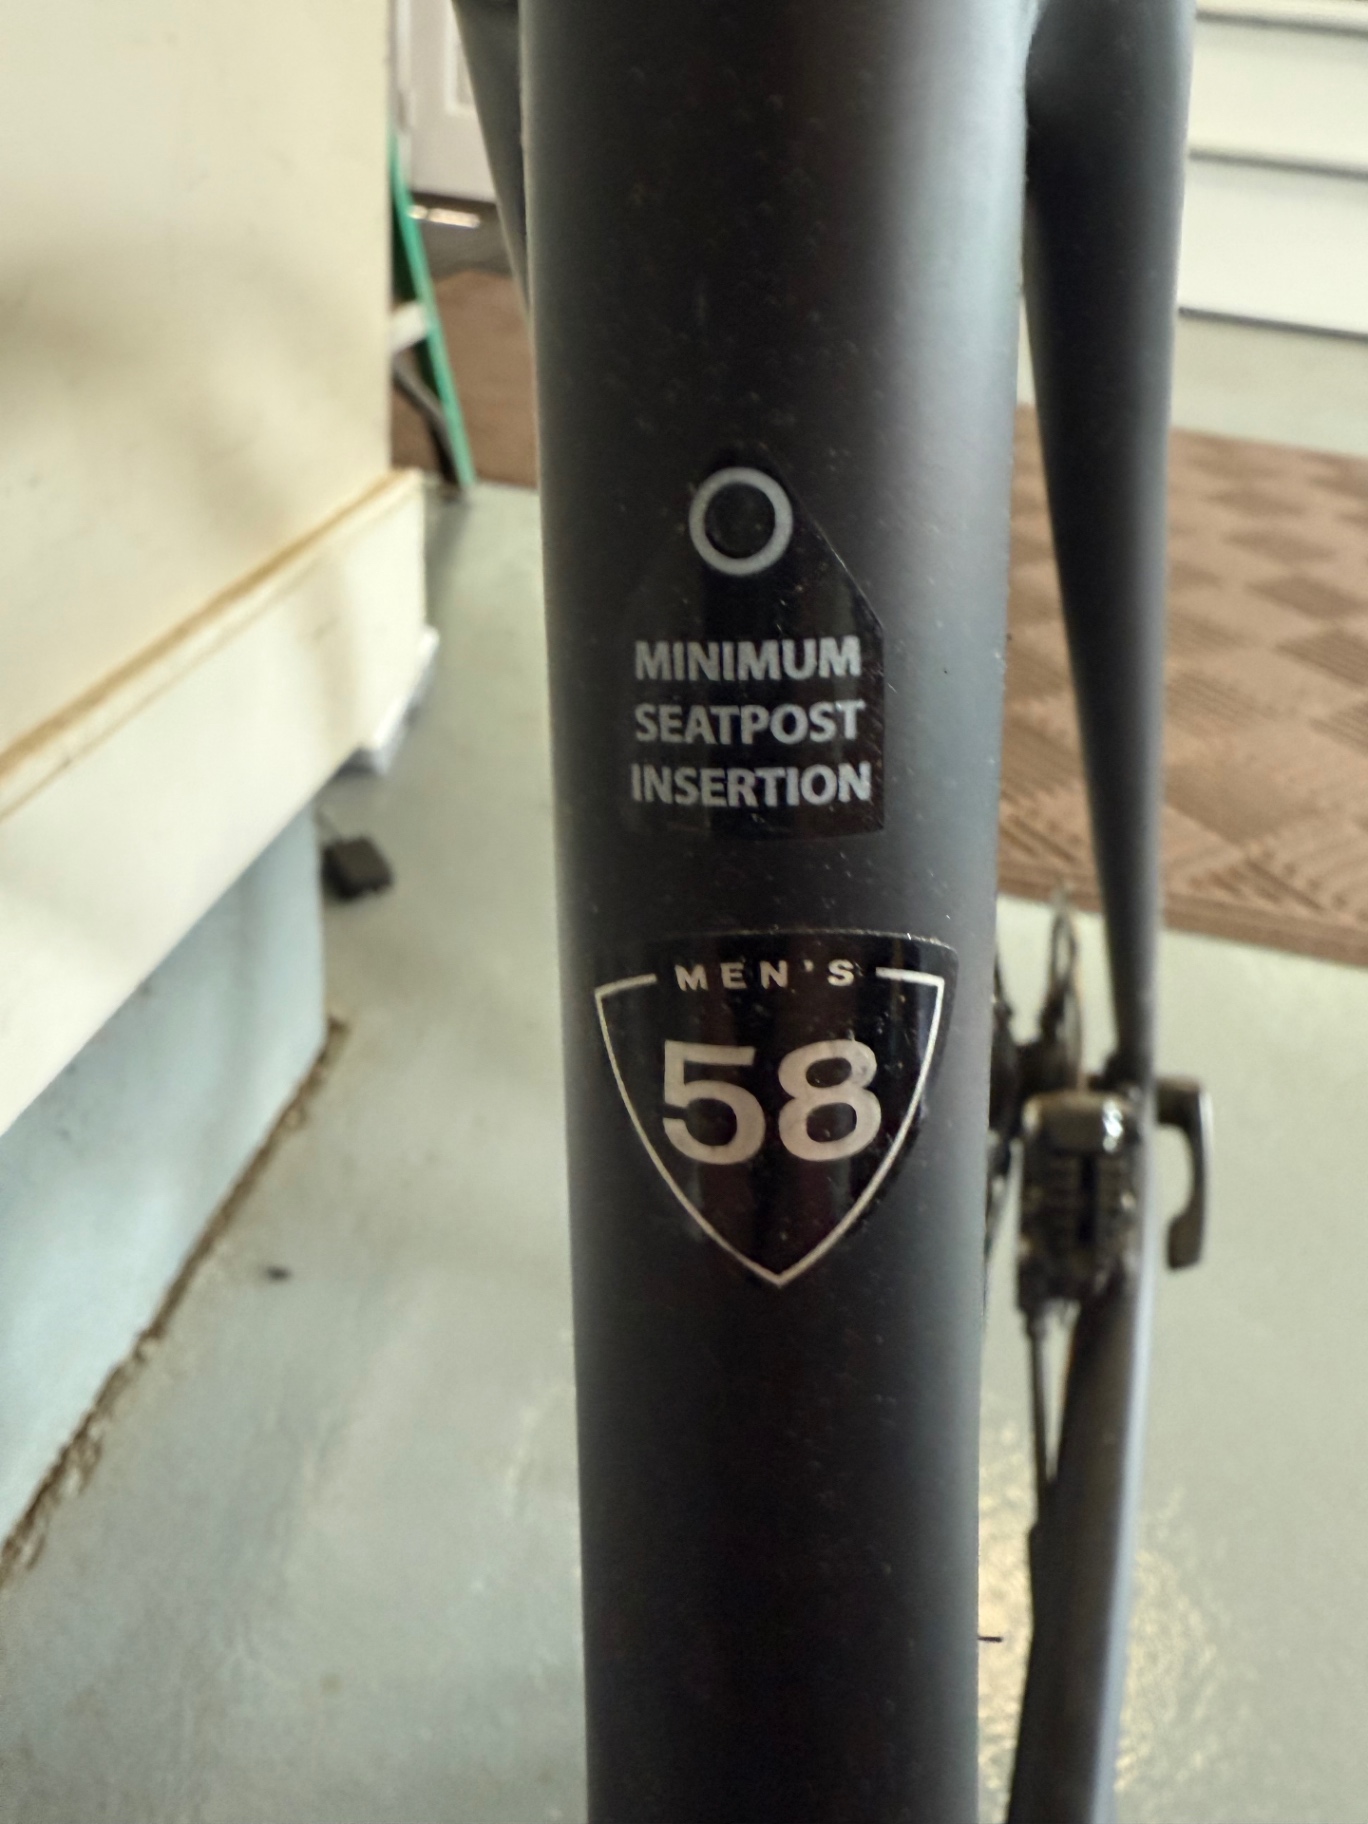 MINIMUM
SEATPOST
INSERTION
MEN'S
58